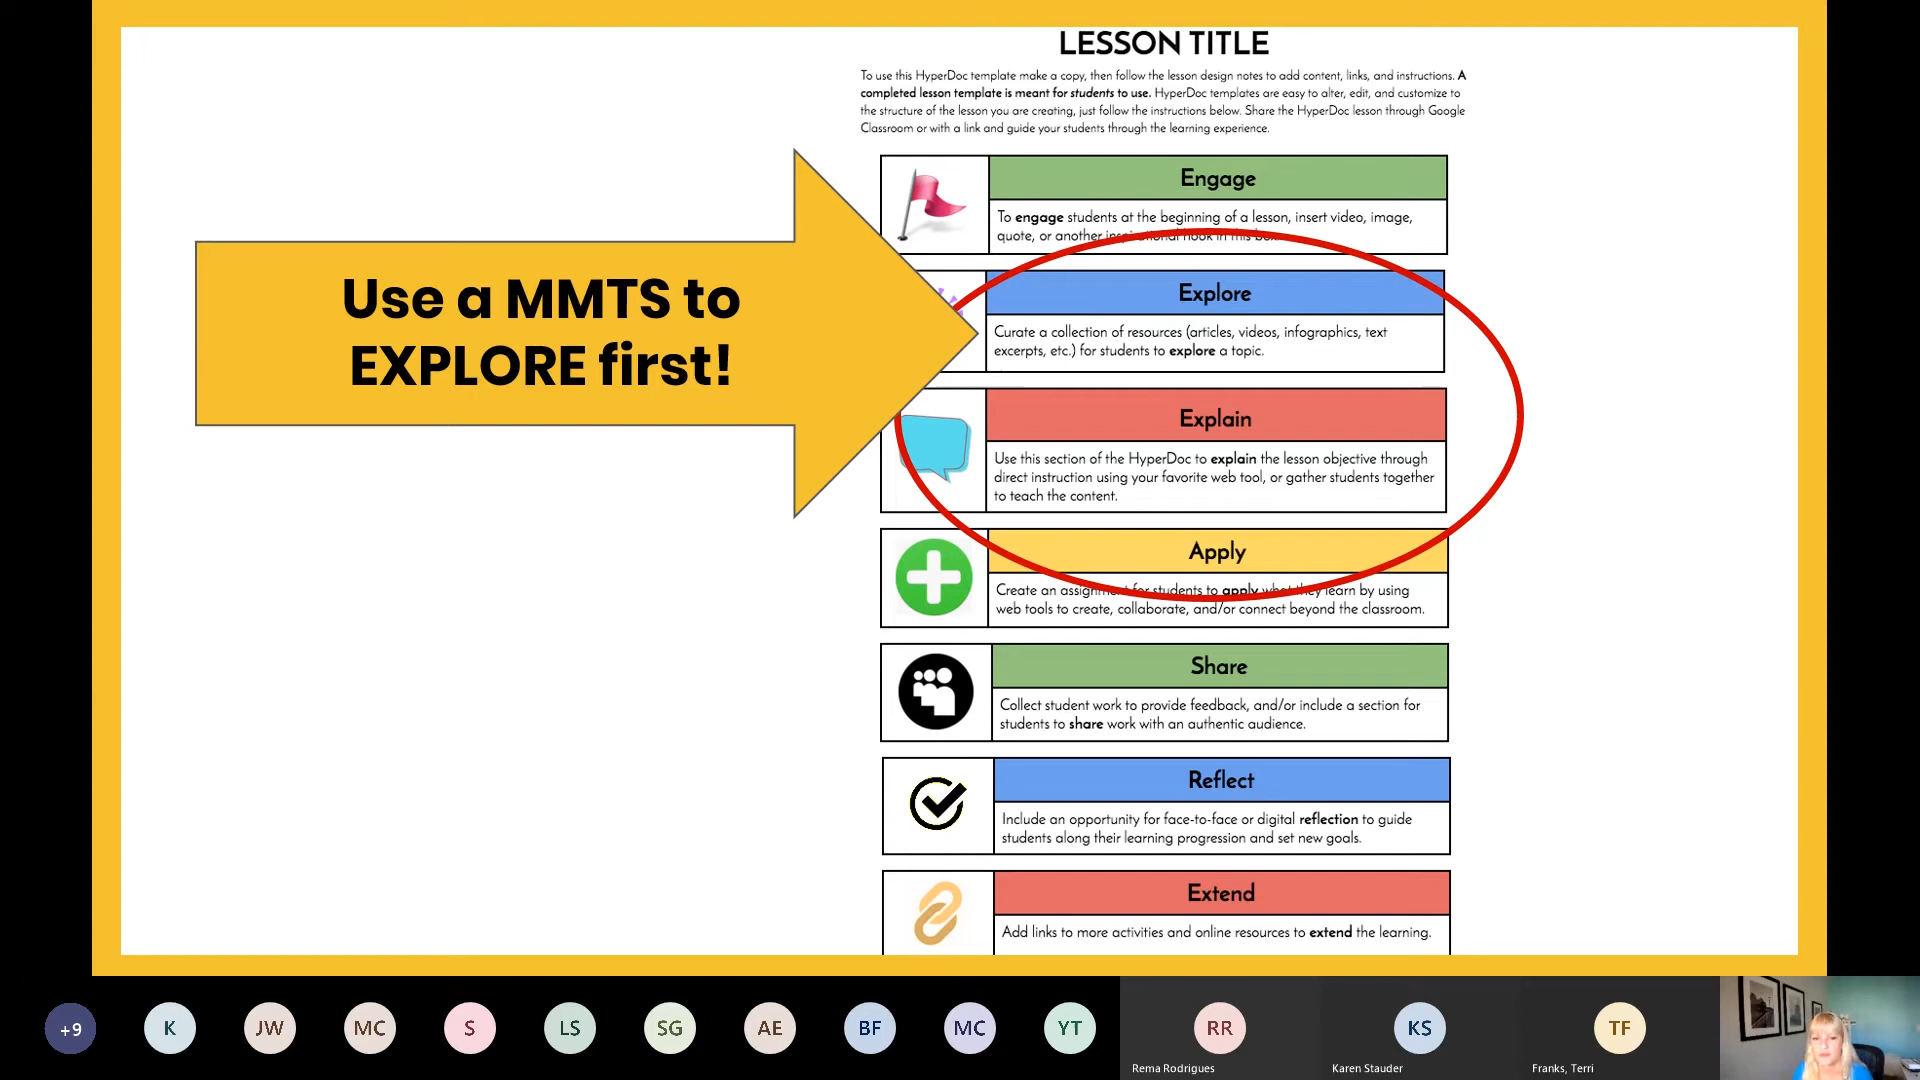 LESSON TITLE
To use this HyperDoc template make a copy, then follow the lesson design notes to add content, links, and instructions. A
completed lesson template is meant for students to use. HyperDoc templates are easy to alter, edit, and customize to
the structure of the lesson you are creating, just follow the instructions below. Share the HyperDoc lesson through Google
Classroom or with a link and guide your students through the learning experience.
Use a MMTS to
EXPLORE first!
Engage
To engage students at the beginning of a lesson, insert video, image,
quote, or another inspirational hook in this box.
Explore
Curate a collection of resources (articles, videos, infographics, text
excerpts, etc.) for students to explore a topic.
Explain
Use this section of the HyperDoc to explain the lesson objective through
direct instruction using your favorite web tool, or gather students together
to teach the content.
Apply
Create an assignment for students to apply what they learn by using
web tools to create, collaborate, and/or connect beyond the classroom.
Share
Collect student work to provide feedback, and/or include a section for
students to share work with an authentic audience.
Reflect
Include an opportunity for face-to-face or digital reflection to guide
students along their learning progression and set new goals.
Extend
Add links to more activities and online resources to extend the learning.
+9
K
JW
MC
S
LS
SG
AE
BF
MC
YT
RR
KS
TF
Rema Rodrigues
Karen Stauder
Franks, Terri